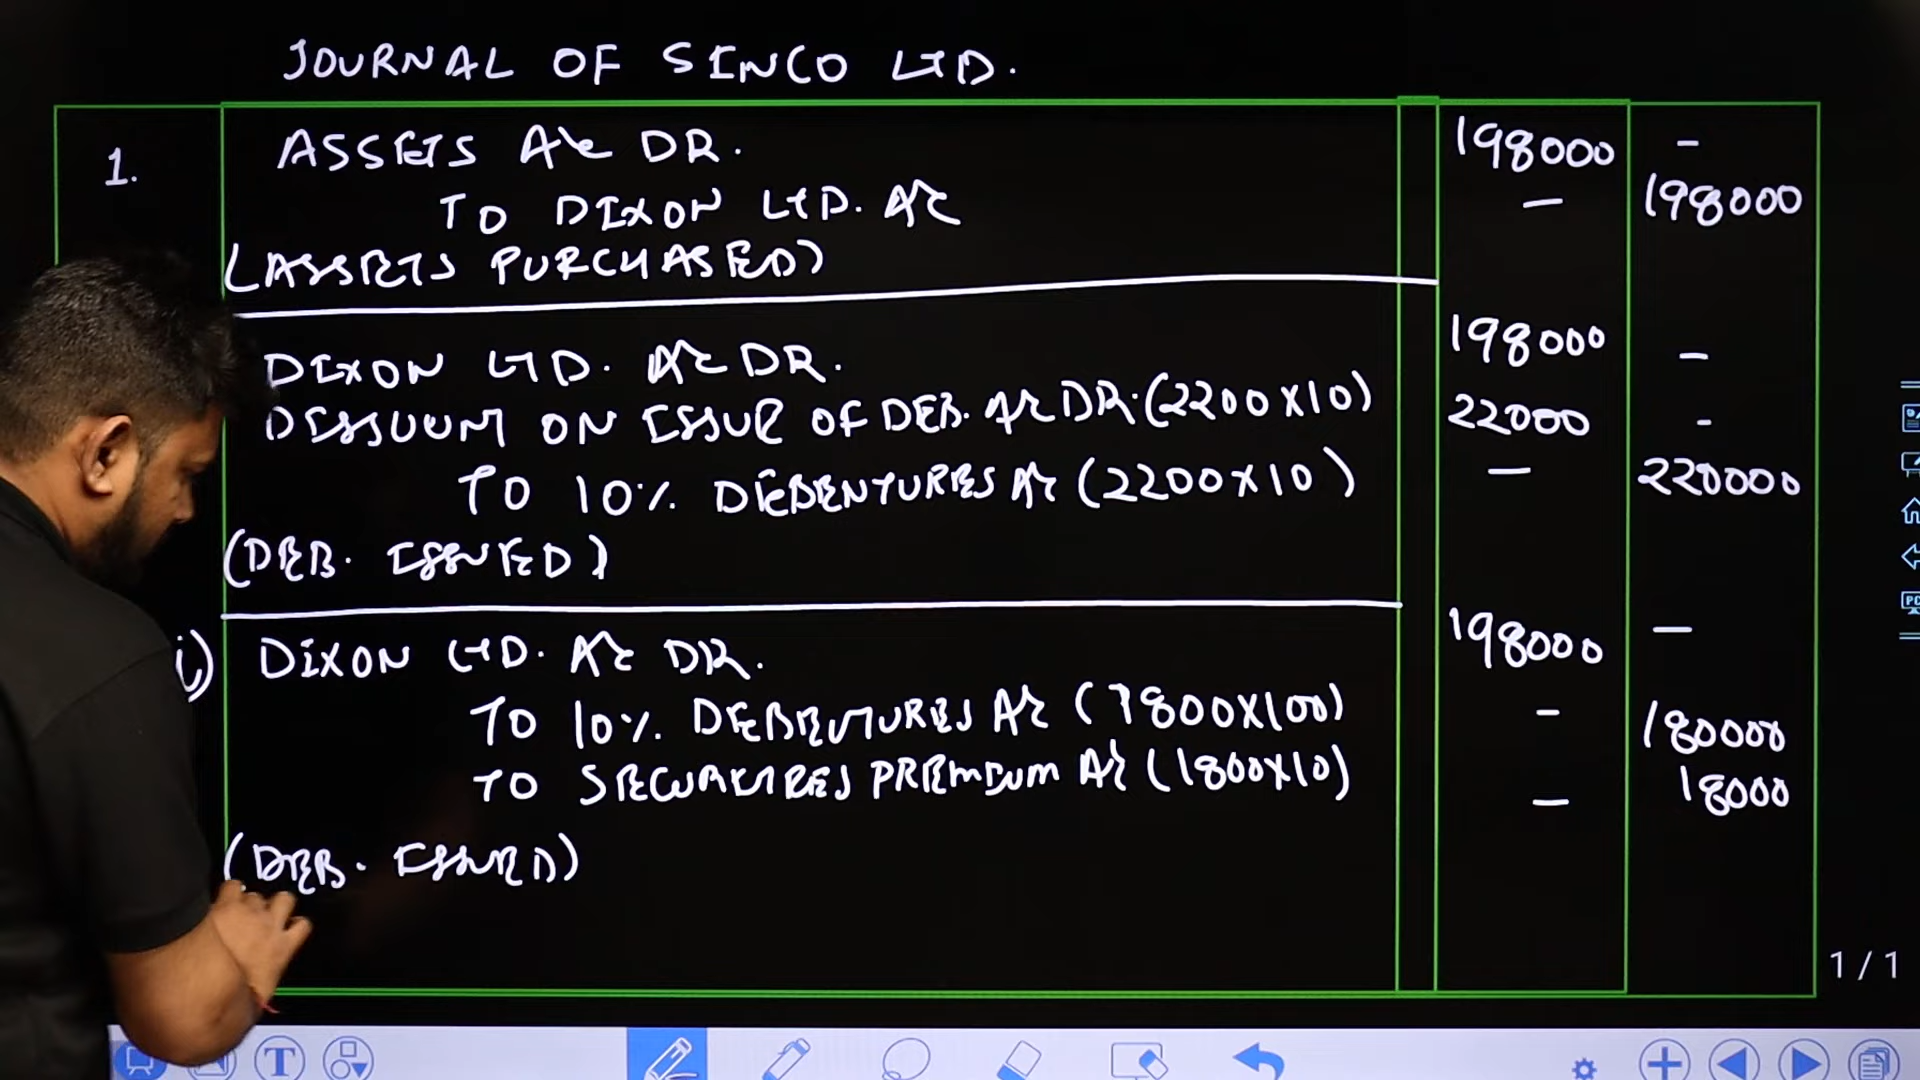 JOURNAL OF SINCO LTD.
1. ASSETS A/c DR. 198000 -
TO DIXON LTD. A/c - 198000
(ASSETS PURCHASED)
DIXON LTD. A/c DR. 198000 -
ON ISSUE OF DEB. A/c DR. (2200X10) 22000 -
TO 10% DEBENTURES A/c (2200X10) - 220000
(DEB. ISSUED)
i) DIXON LTD. A/c DR. 198000 -
TO 10% DEBENTURES A/c (1800X100) - 180000
TO SECURITIES PREMIUM A/c (1800X10) - 18000
(DEB. ISSUED)
1 / 1
T